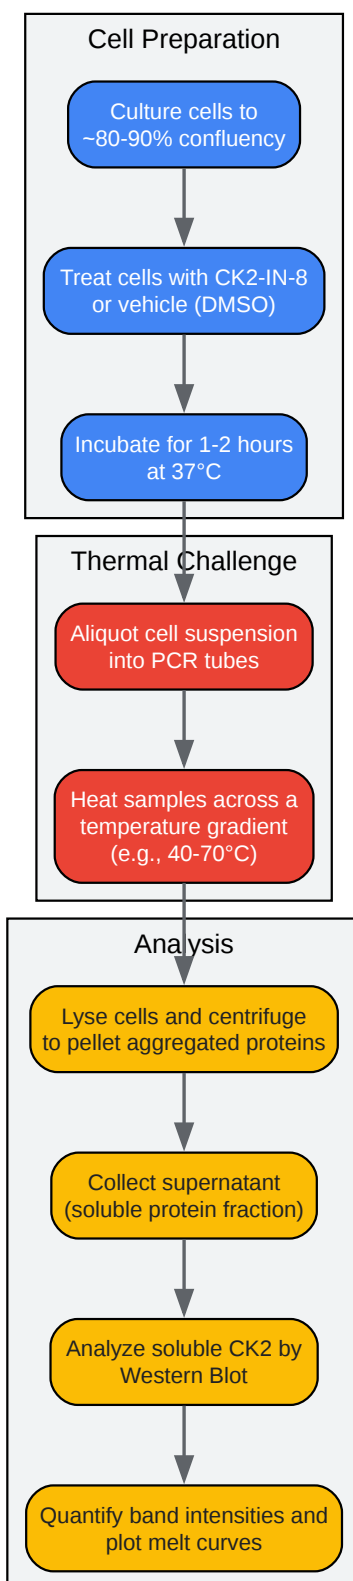 Cell Preparation
Culture cells to
~80-90% confluency
Treat cells with CK2-IN-8
or vehicle (DMSO)
Incubate for 1-2 hours
at 37°C
Thermal Challenge
Aliquot cell suspension
into PCR tubes
Heat samples across a
temperature gradient
(e.g., 40-70°C)
Analysis
Lyse cells and centrifuge
to pellet aggregated proteins
Collect supernatant
(soluble protein fraction)
Analyze soluble CK2 by
Western Blot
Quantify band intensities and
plot melt curves